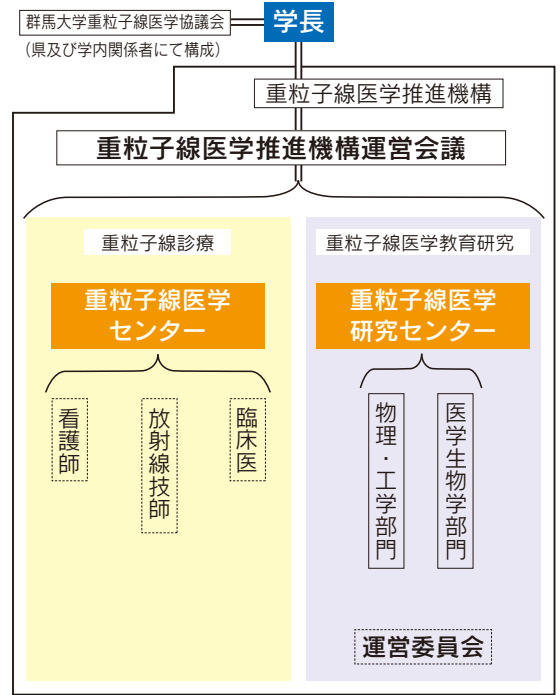 群馬大学重粒子線医学協議会
（県及び学内関係者にて構成）
学長
重粒子線医学推進機構
重粒子線医学推進機構運営会議
重粒子線診療
重粒子線医学
センター
看護師
放射線技師
臨床医
重粒子線医学教育研究
重粒子線医学
研究センター
物理・工学部門
医学生物学部門
運営委員会